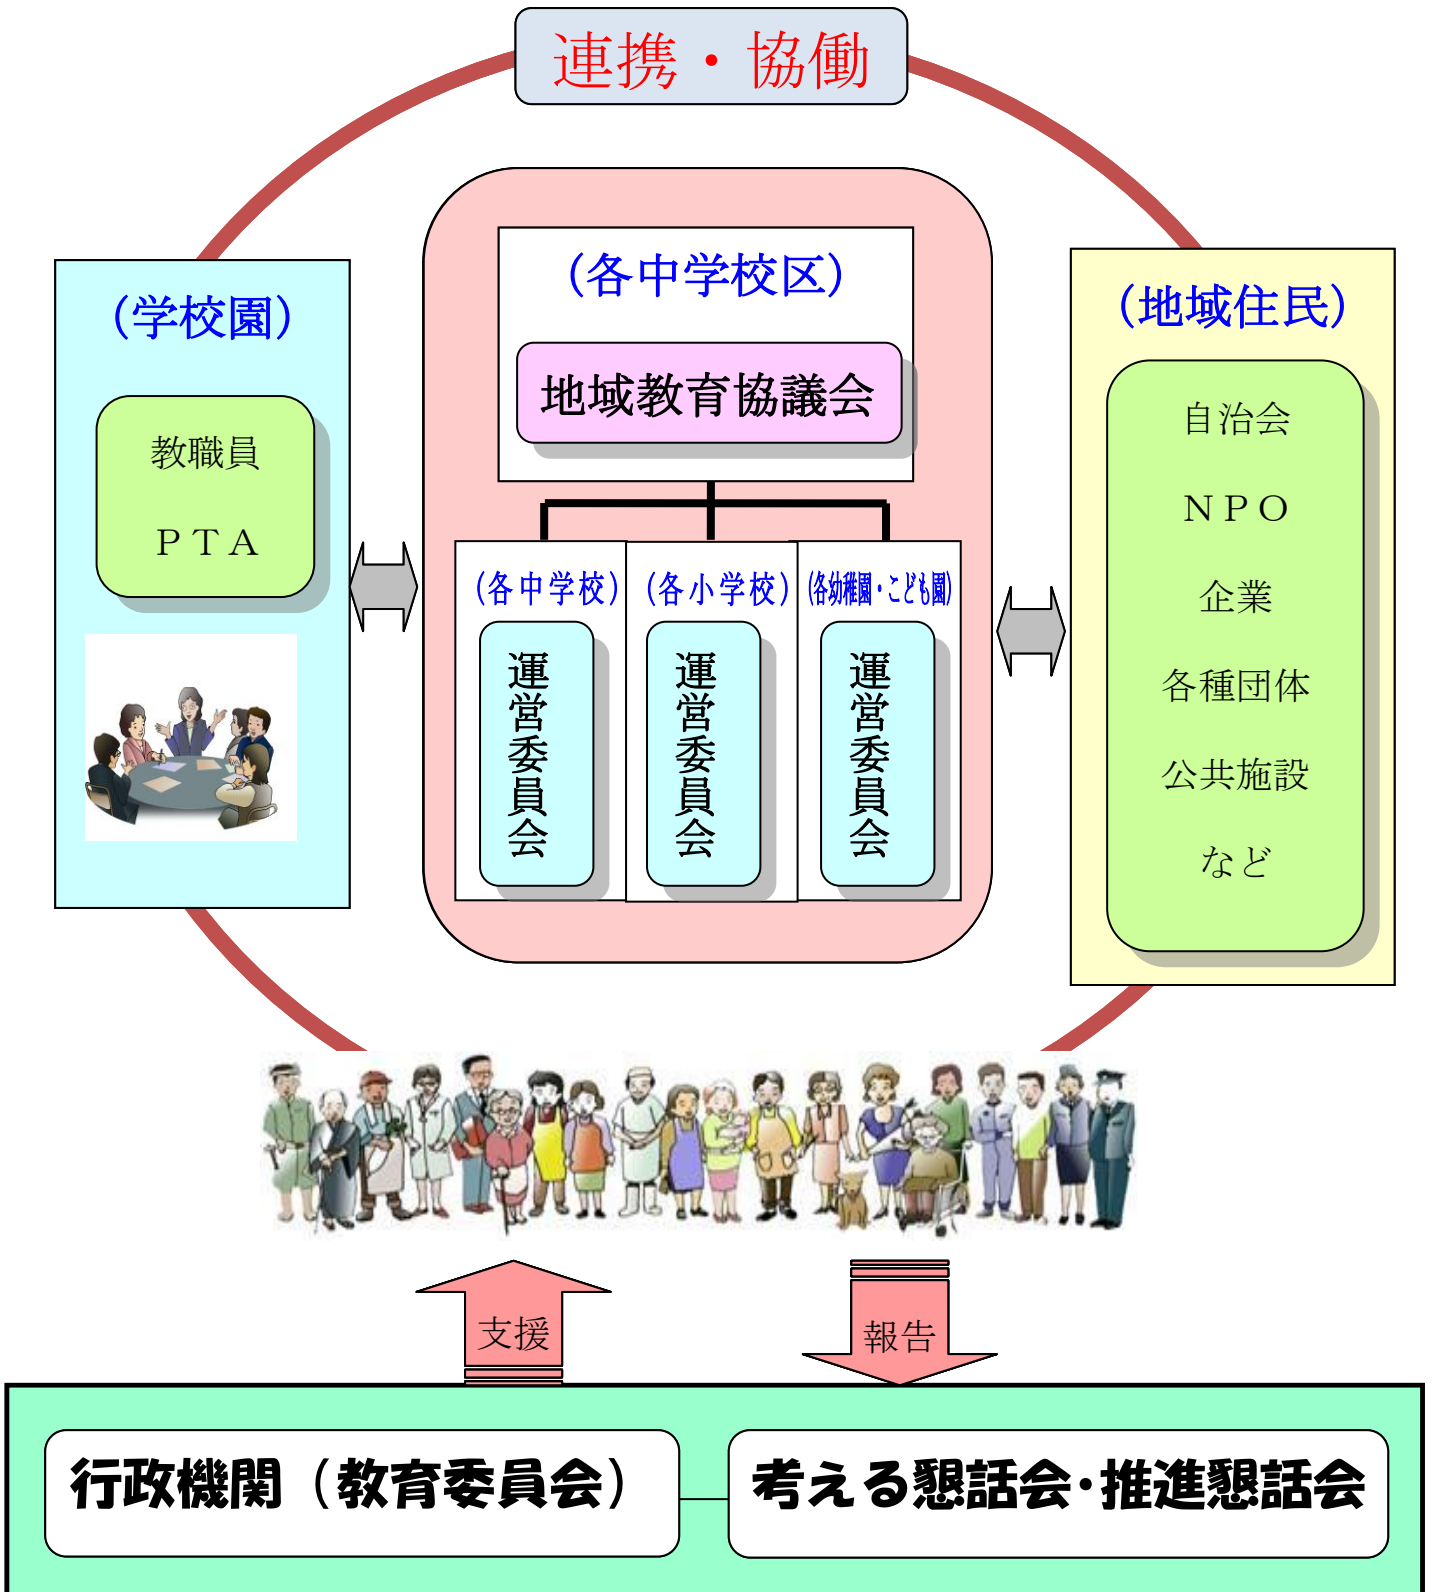 連携・協働
（学校園）
教職員
ＰＴＡ
（各中学校区）
地域教育協議会
（各中学校）
運営委員会
（各小学校）
運営委員会
（各幼稚園・こども園）
運営委員会
（地域住民）
自治会
ＮＰＯ
企業
各種団体
公共施設
など
支援
報告
行政機関（教育委員会）
考える懇話会・推進懇話会